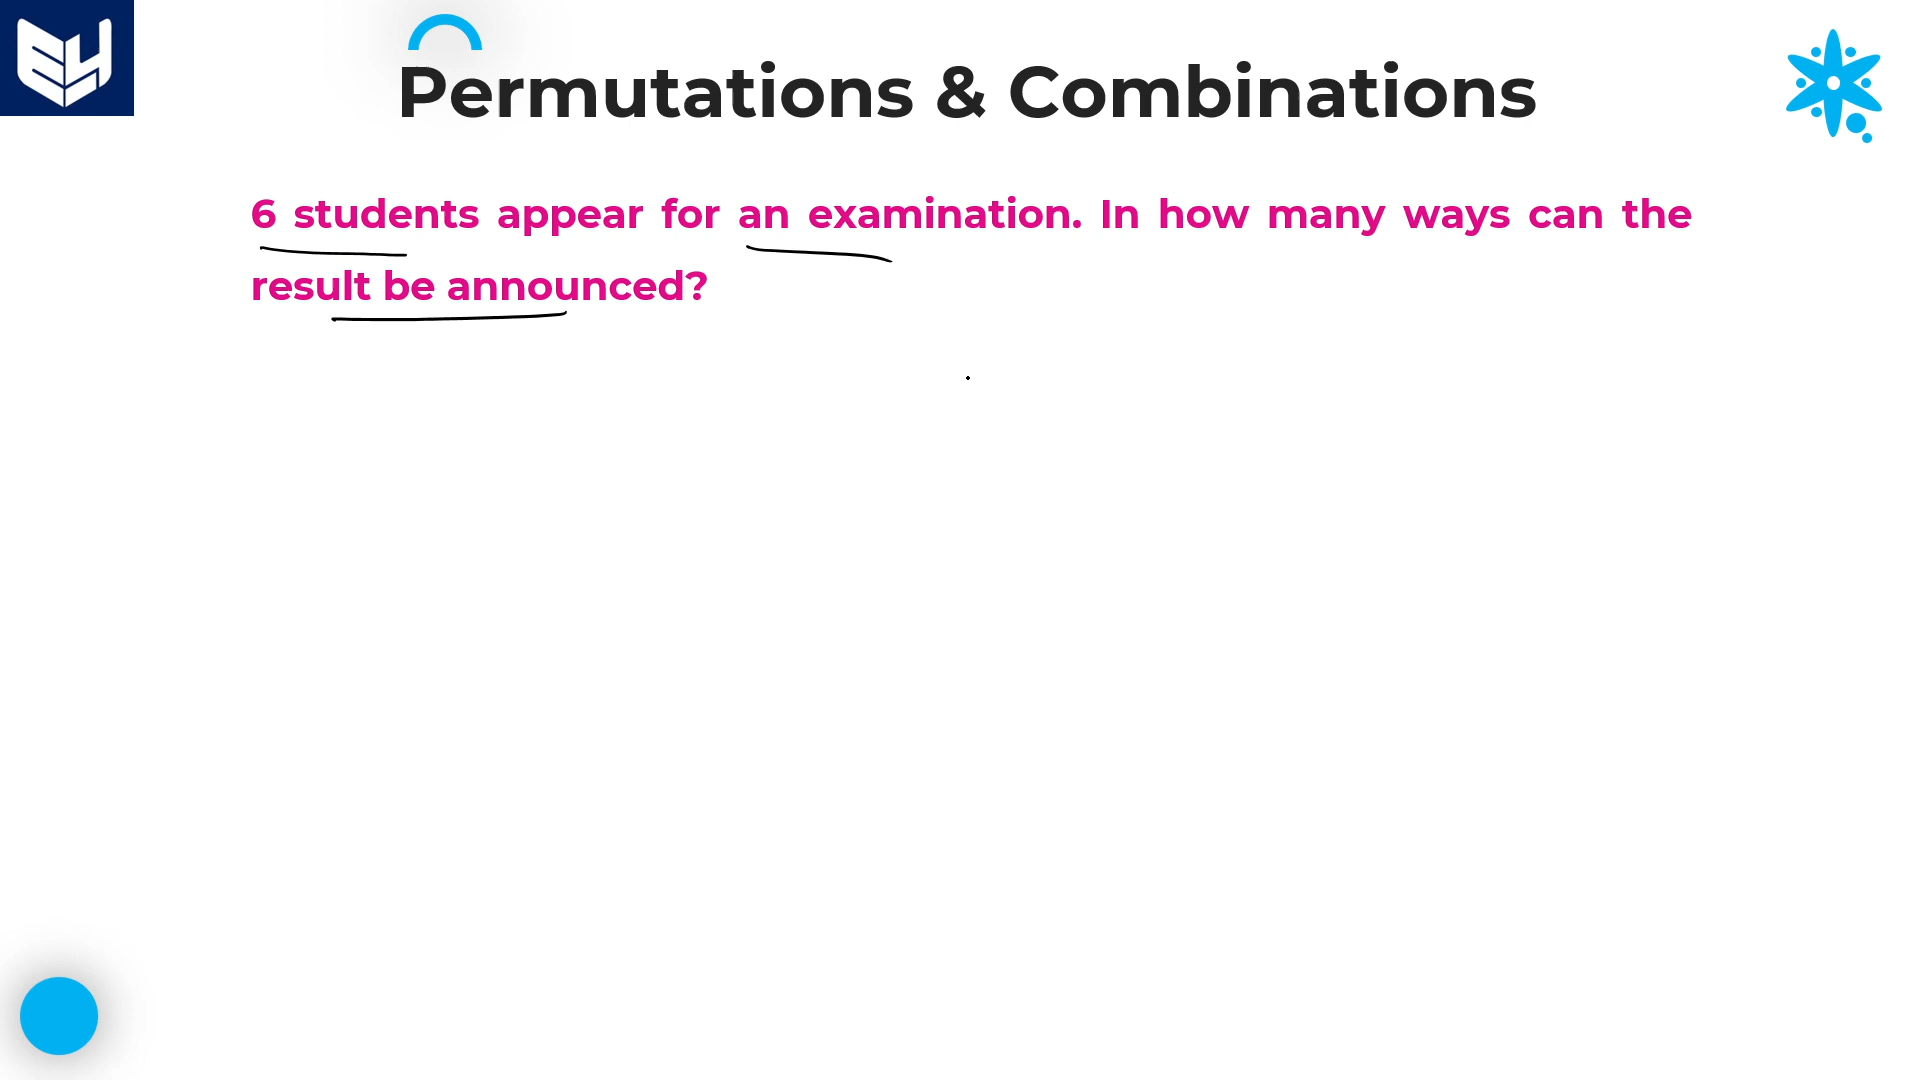 Permutations & Combinations
6 students appear for an examination. In how many ways can the
result be announced?